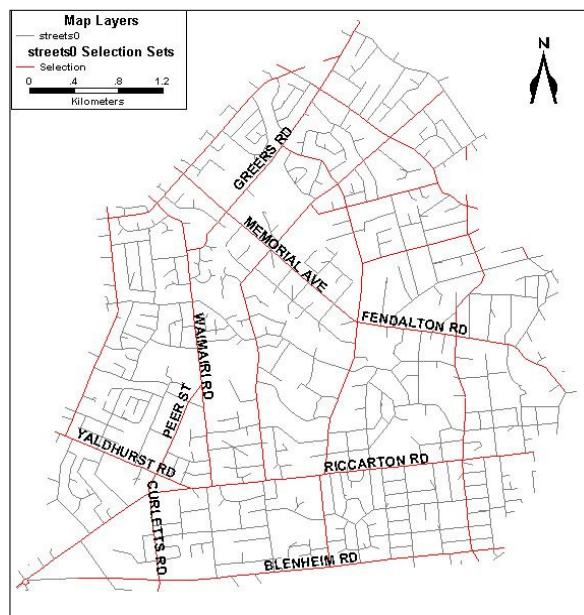 Map Layers
streets0
streets0 Selection Sets
Selection
0 .4 .8 1.2
Kilometers
N
GREERS RD
MEMORIAL AVE
FENDALTON RD
WAIMAIRI RD
PEER ST
YALDHURST RD
RICCARTON RD
CURLETTS RD
BLENHEIM RD